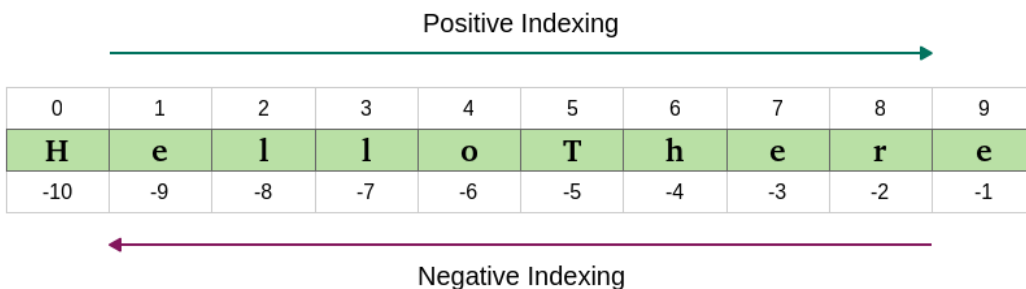 Positive Indexing
0 1 2 3 4 5 6 7 8 9
H e l l o T h e r e
-10 -9 -8 -7 -6 -5 -4 -3 -2 -1
Negative Indexing